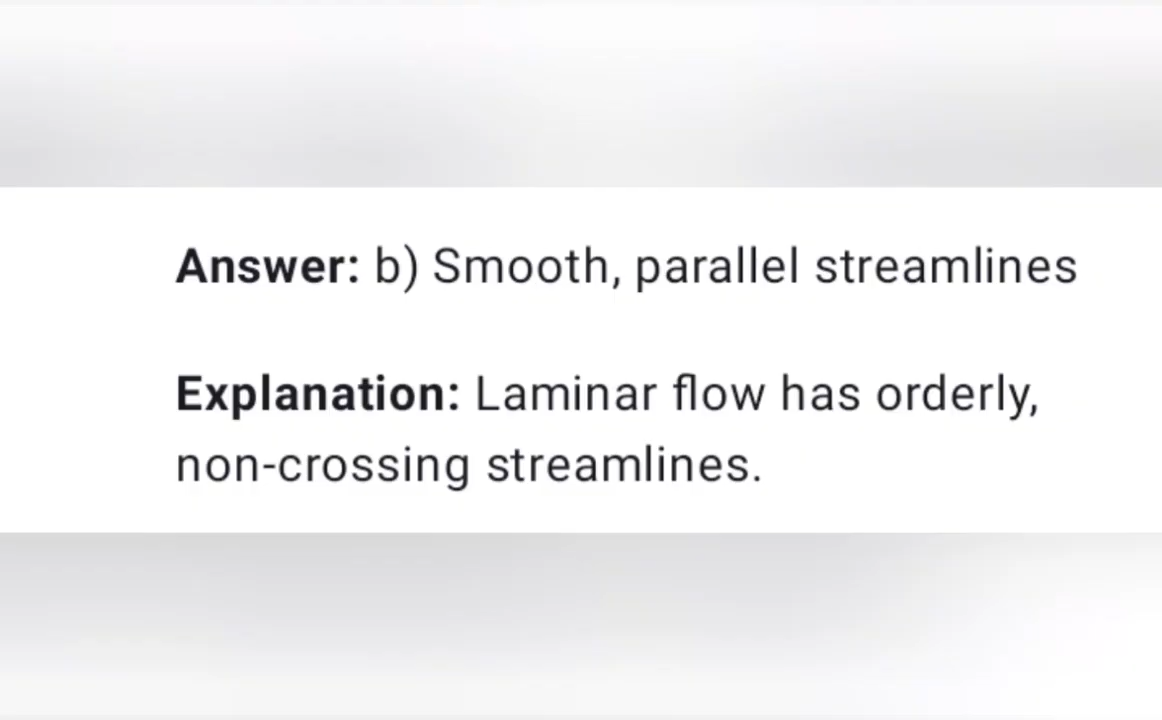 Answer: b) Smooth, parallel streamlines
Explanation: Laminar flow has orderly,
non-crossing streamlines.